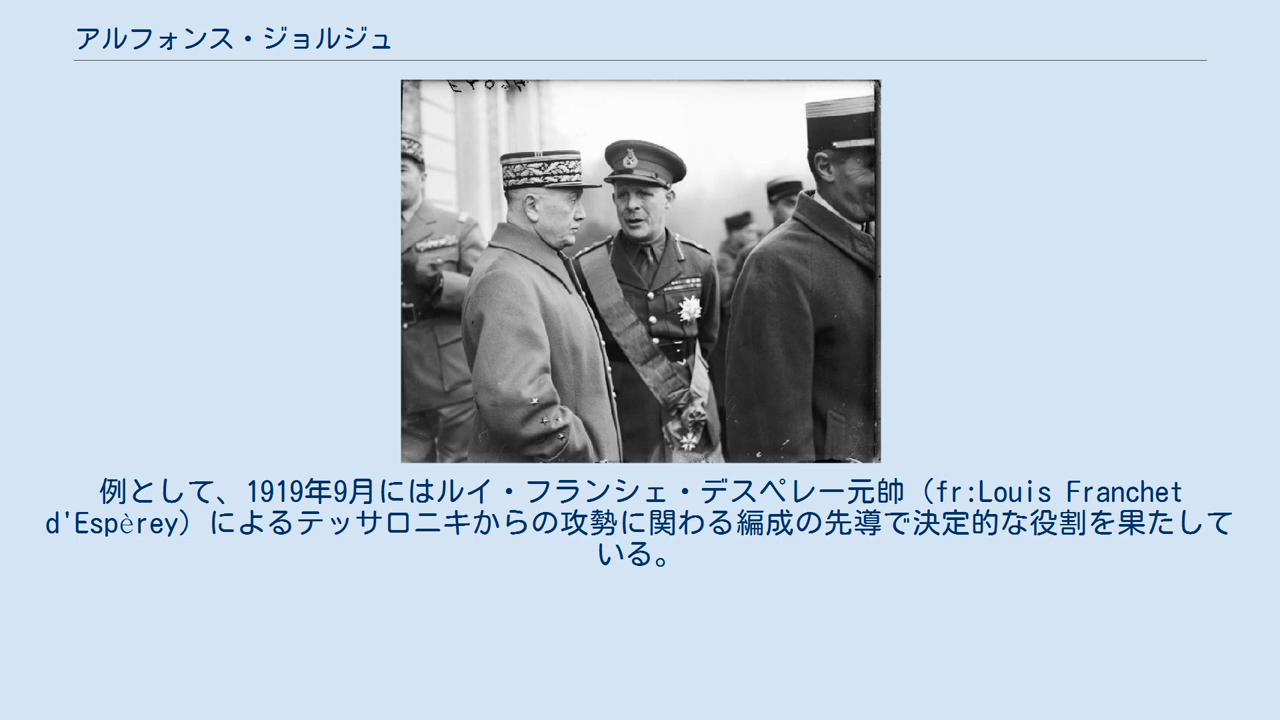 アルフォンス・ジョルジュ
例として、1919年9月にはルイ・フランシェ・デスペレー元帥（fr:Louis Franchet
d'Espèrey）によるテッサロニキからの攻勢に関わる編成の先導で決定的な役割を果たして
いる。